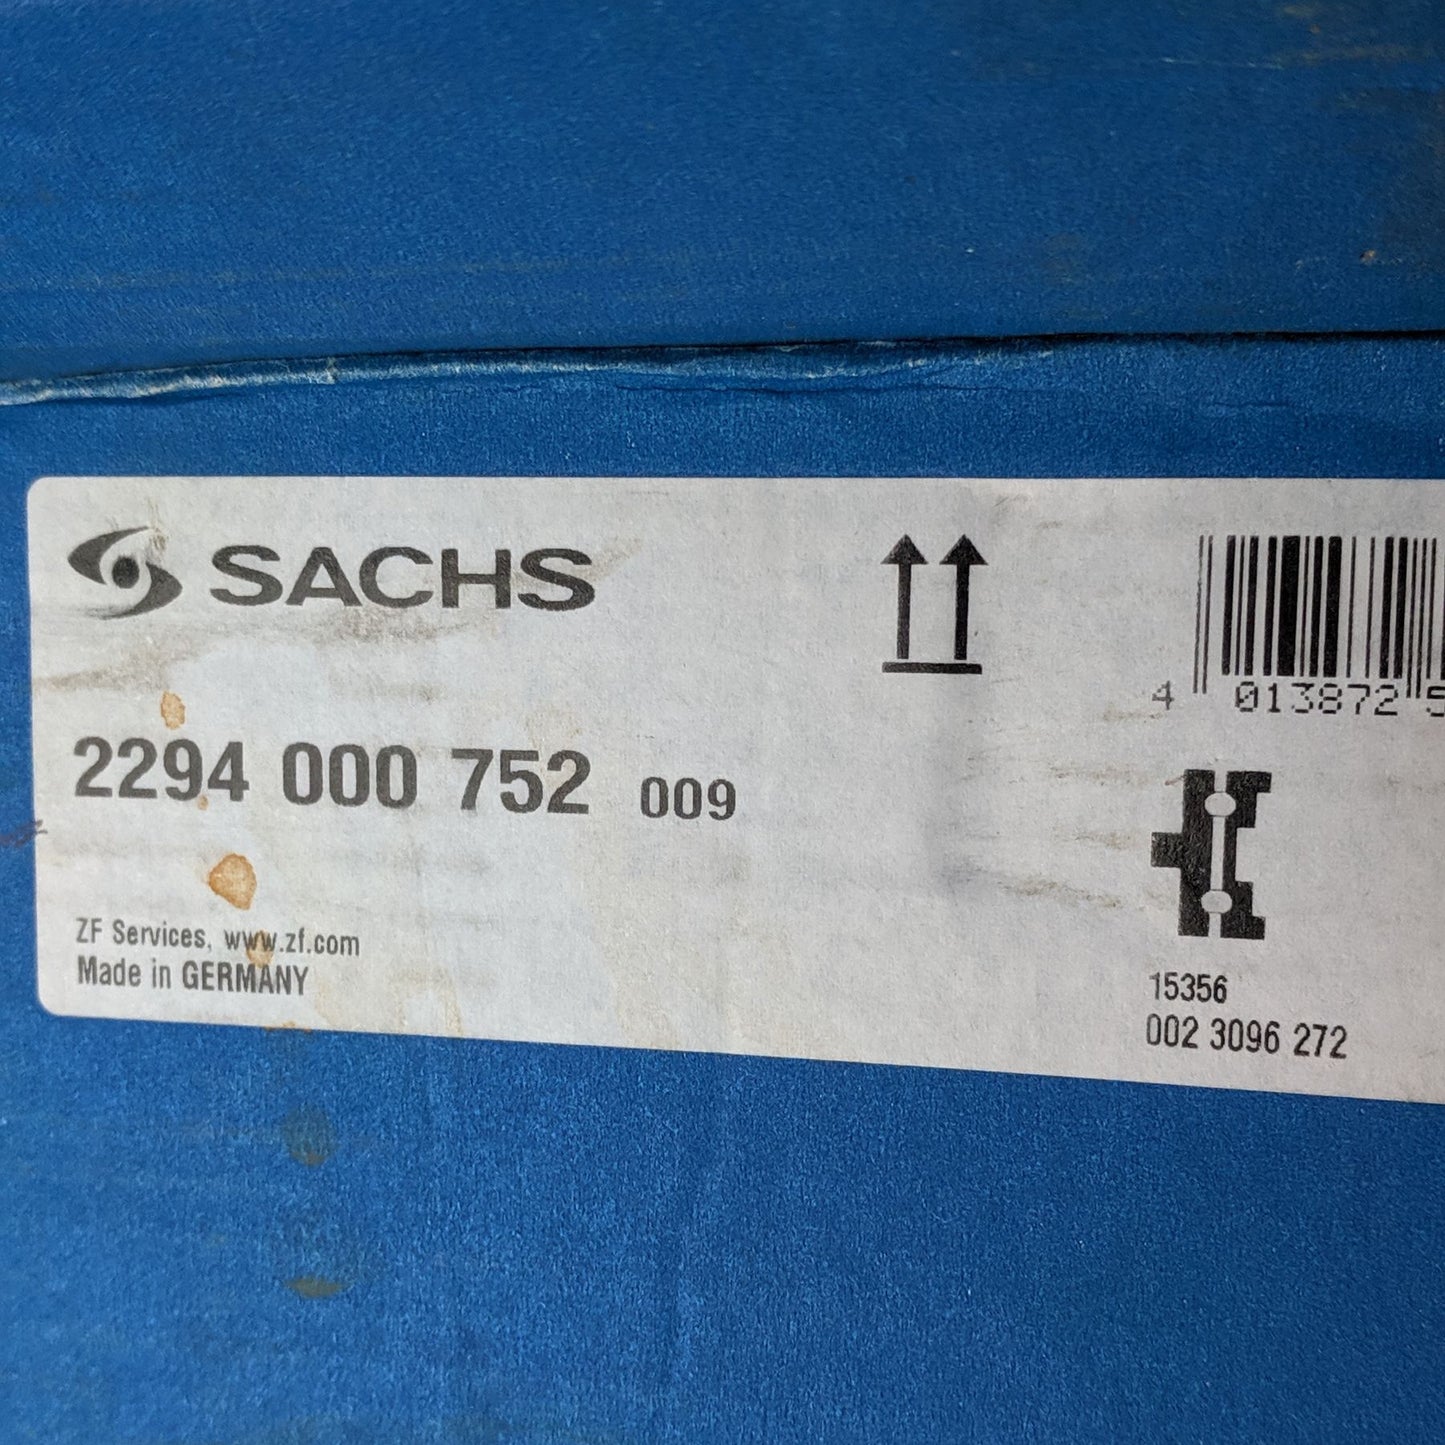 SACHS
4 013872 5
2294 000 752 009
ZF Services, www.zf.com
Made in GERMANY
15356
002 3096 272